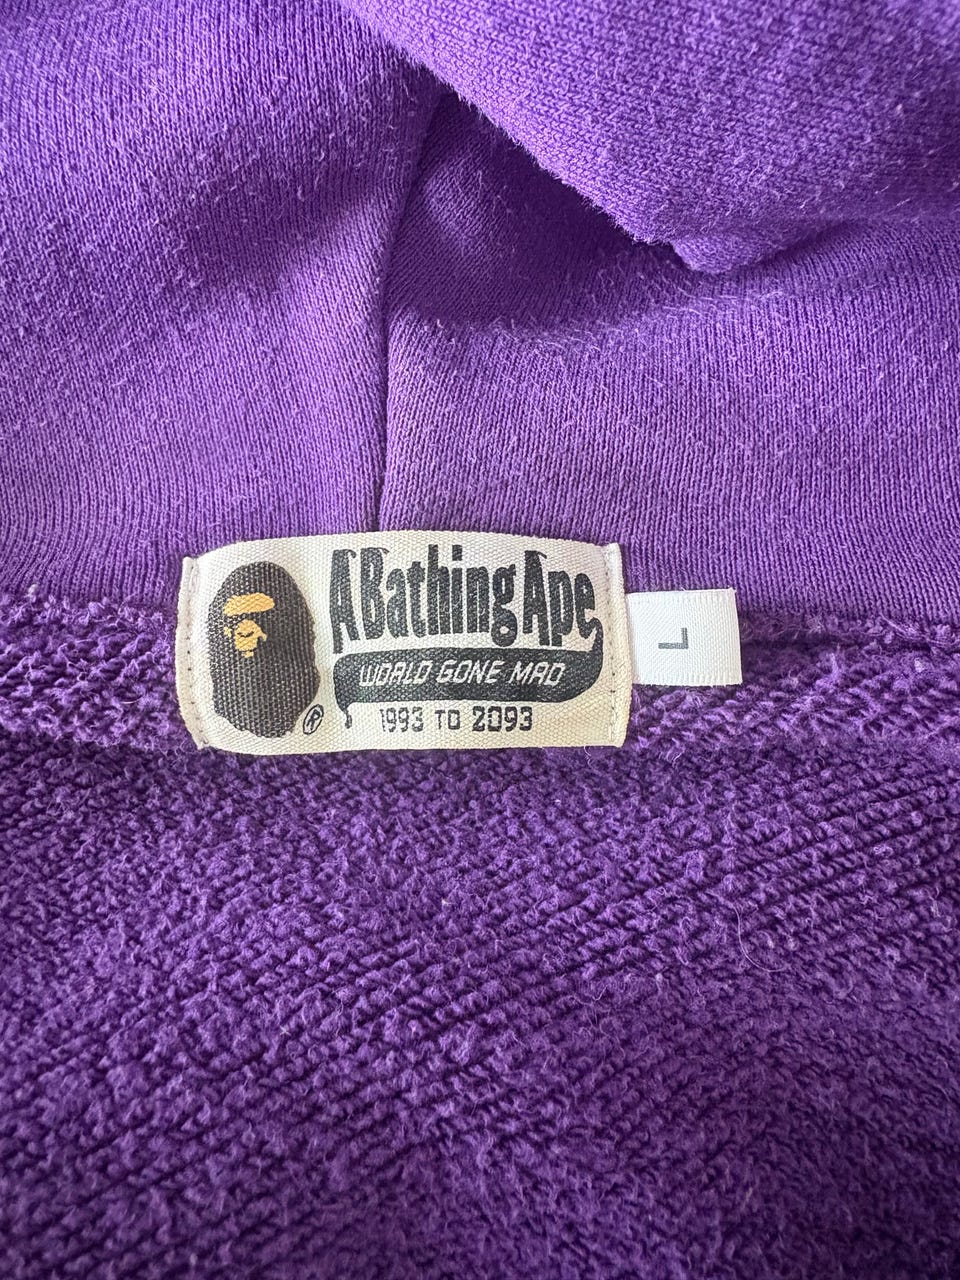 A Bathing Ape
WORLD GONE MAD
1993 TO 2093
®
L